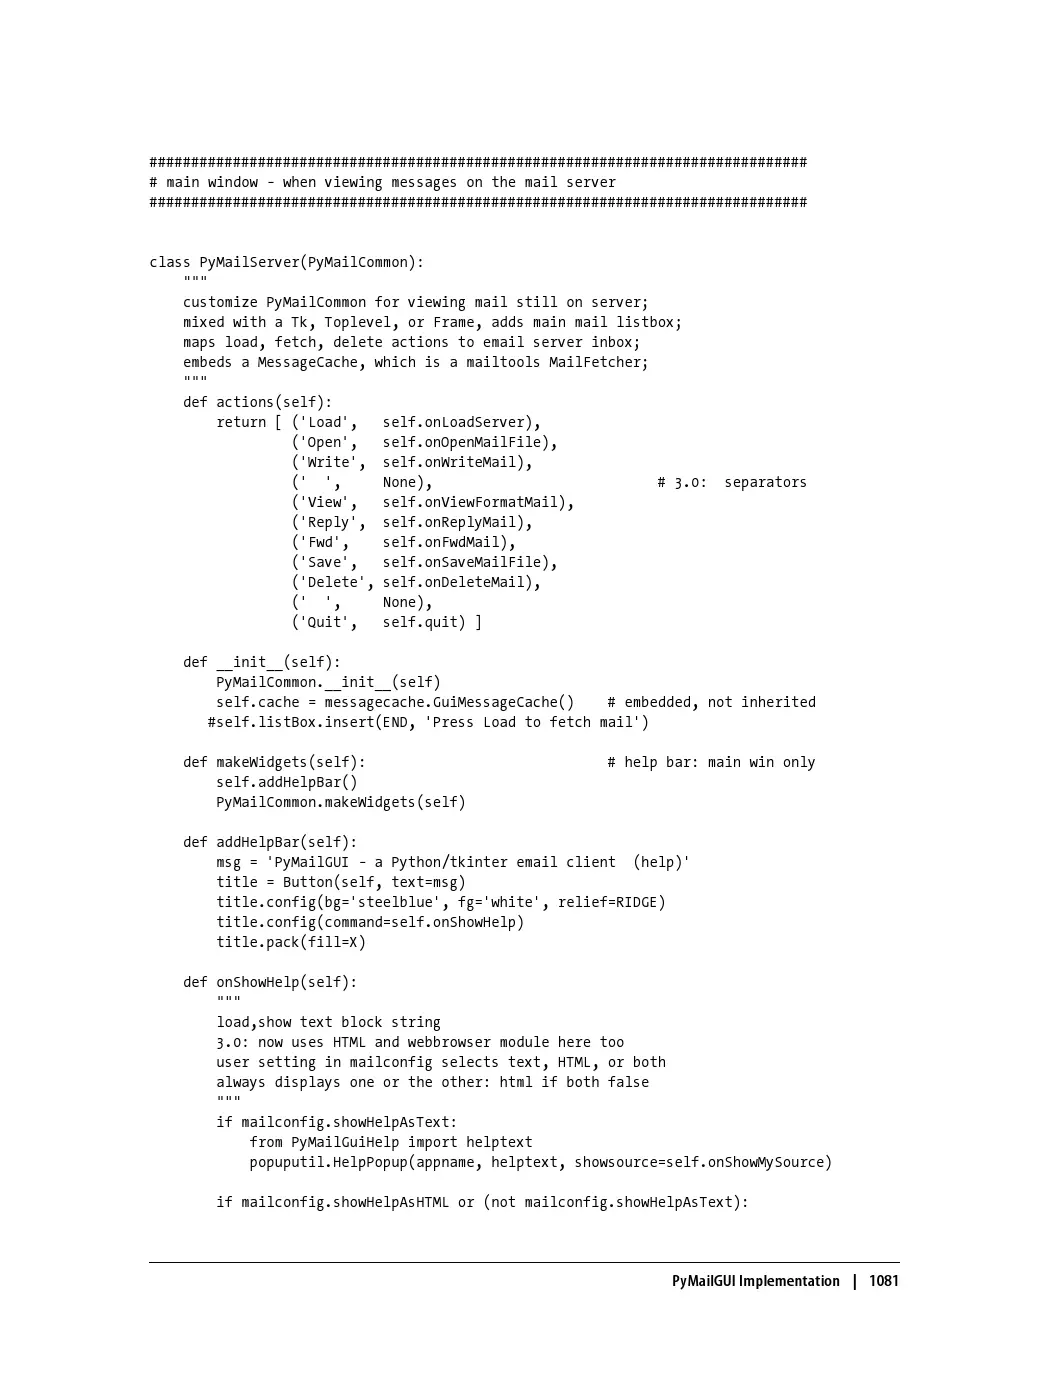 ###############################################################################
# main window - when viewing messages on the mail server
###############################################################################
class PyMailServer(PyMailCommon):
    """
    customize PyMailCommon for viewing mail still on server;
    mixed with a Tk, Toplevel, or Frame, adds main mail listbox;
    maps load, fetch, delete actions to email server inbox;
    embeds a MessageCache, which is a mailtools MailFetcher;
    """
    def actions(self):
        return [ ('Load',   self.onLoadServer),
                 ('Open',   self.onOpenMailFile),
                 ('Write',  self.onWriteMail),
                 ('  ',     None),                           # 3.0:  separators
                 ('View',   self.onViewFormatMail),
                 ('Reply',  self.onReplyMail),
                 ('Fwd',    self.onFwdMail),
                 ('Save',   self.onSaveMailFile),
                 ('Delete', self.onDeleteMail),
                 ('  ',     None),
                 ('Quit',   self.quit) ]
    def __init__(self):
        PyMailCommon.__init__(self)
        self.cache = messagecache.GuiMessageCache()    # embedded, not inherited
       #self.listBox.insert(END, 'Press Load to fetch mail')
    def makeWidgets(self):                             # help bar: main win only
        self.addHelpBar()
        PyMailCommon.makeWidgets(self)
    def addHelpBar(self):
        msg = 'PyMailGUI - a Python/tkinter email client  (help)'
        title = Button(self, text=msg)
        title.config(bg='steelblue', fg='white', relief=RIDGE)
        title.config(command=self.onShowHelp)
        title.pack(fill=X)
    def onShowHelp(self):
        """
        load,show text block string
        3.0: now uses HTML and webbrowser module here too
        user setting in mailconfig selects text, HTML, or both
        always displays one or the other: html if both false
        """
        if mailconfig.showHelpAsText:
            from PyMailGuiHelp import helptext
            popuputil.HelpPopup(appname, helptext, showsource=self.onShowMySource)
        if mailconfig.showHelpAsHTML or (not mailconfig.showHelpAsText):
PyMailGUI Implementation | 1081